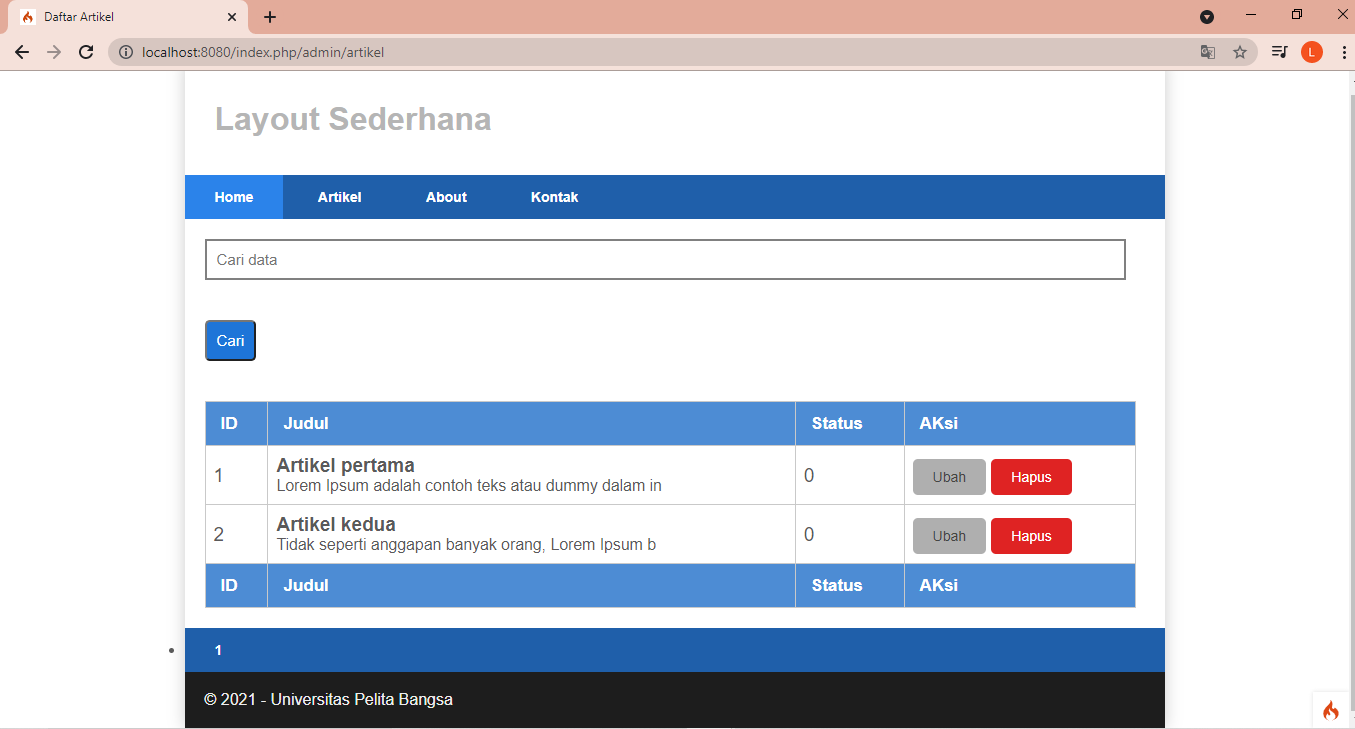 Daftar Artikel
localhost:8080/index.php/admin/artikel
L
Layout Sederhana
Home Artikel About Kontak
Cari data
Cari
ID Judul Status AKsi
1 Artikel pertama 0 Ubah Hapus
Lorem Ipsum adalah contoh teks atau dummy dalam in
2 Artikel kedua 0 Ubah Hapus
Tidak seperti anggapan banyak orang, Lorem Ipsum b
ID Judul Status AKsi
1
© 2021 - Universitas Pelita Bangsa